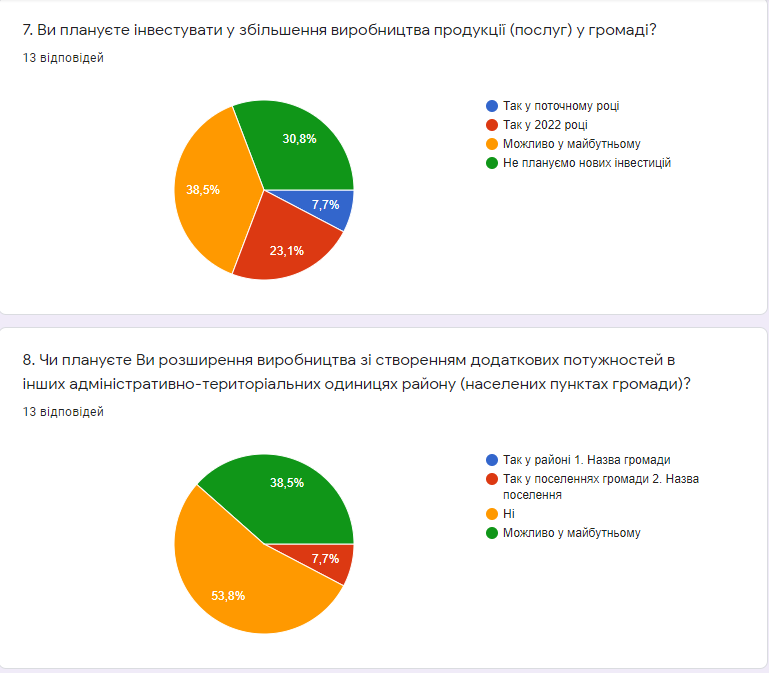 7. Ви плануєте інвестувати у збільшення виробництва продукції (послуг) у громаді?
13 відповідей
Так у поточному році
Так у 2022 році
Можливо у майбутньому
Не плануємо нових інвестицій
30,8%
38,5%
7,7%
23,1%
8. Чи плануєте Ви розширення виробництва зі створенням додаткових потужностей в
інших адміністративно-територіальних одиницях району (населених пунктах громади)?
13 відповідей
Так у районі 1. Назва громади
Так у поселеннях громади 2. Назва
поселення
Ні
Можливо у майбутньому
38,5%
7,7%
53,8%